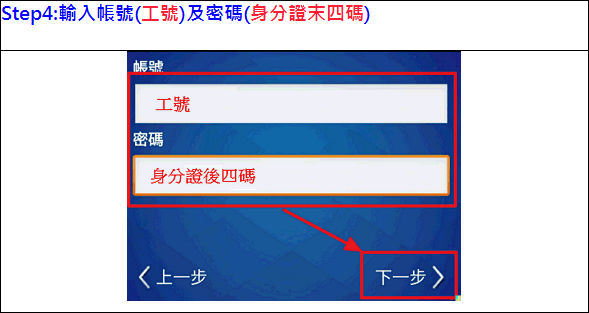 Step4:輸入帳號(工號)及密碼(身分證末四碼)
帳號
工號
密碼
身分證後四碼
上一步 下一步